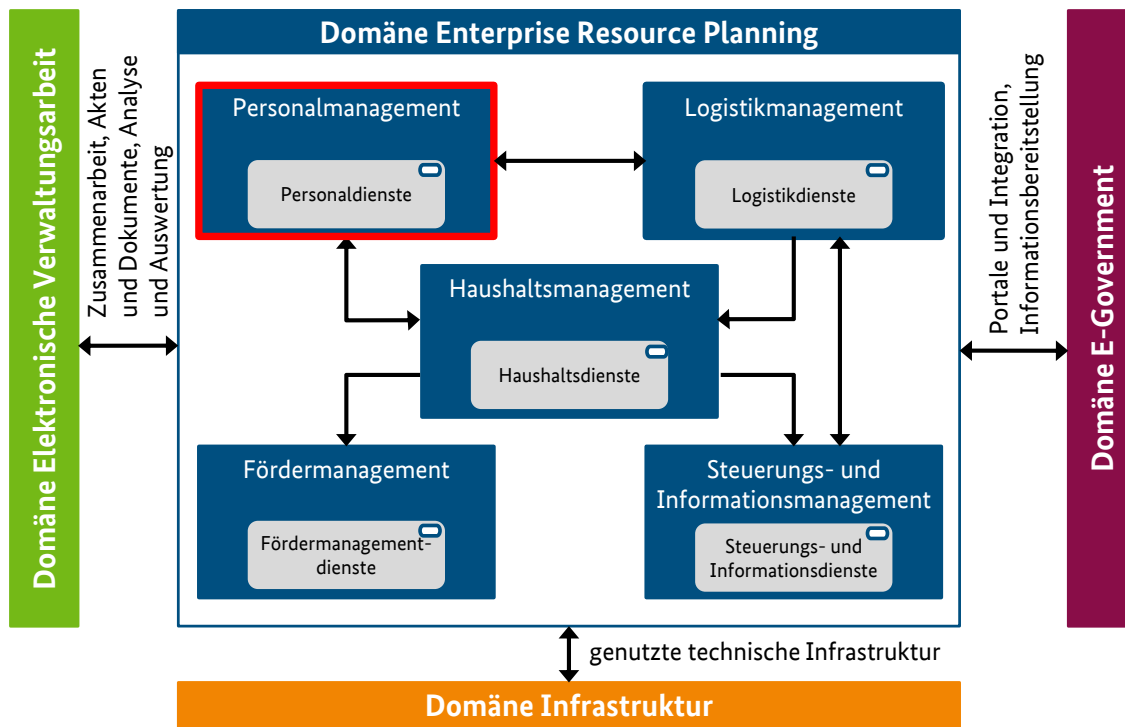 Domäne Elektronische Verwaltungsarbeit
Zusammenarbeit, Akten
und Dokumente, Analyse
und Auswertung
Domäne Enterprise Resource Planning
Personalmanagement
Personaldienste
Logistikmanagement
Logistikdienste
Haushaltsmanagement
Haushaltsdienste
Fördermanagement
Fördermanagement-
dienste
Steuerungs- und
Informationsmanagement
Steuerungs- und
Informationsdienste
Portale und Integration,
Informationsbereitstellung
Domäne E-Government
genutzte technische Infrastruktur
Domäne Infrastruktur